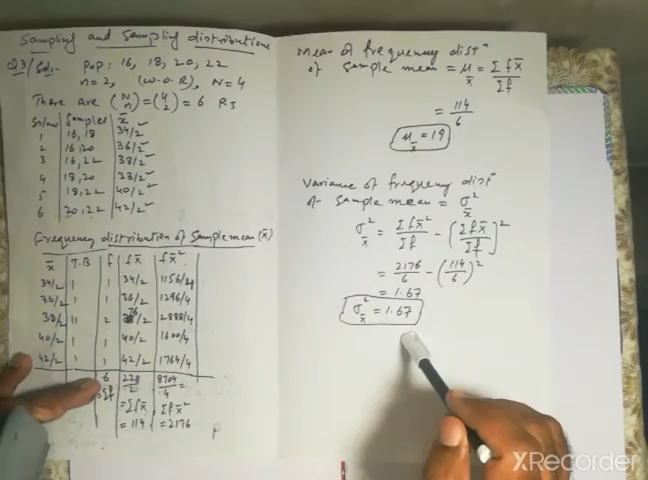 Sampling and Sampling distributions
Q3/ Sol:- Pop: 16, 18, 20, 22
n=2, (W.O.R), N=4
There are (N n) = (4 2) = 6 R S
Sr/no Samples x̄
1 16,18 34/2
2 16,20 36/2
3 16,22 38/2
4 18,20 38/2
5 18,22 40/2
6 20,22 42/2
Frequency distribution of Sample mean (x̄)
x̄ T.B f fx̄ fx̄²
34/2 1 1 34/2 1156/4
36/2 1 1 36/2 1296/4
38/2 11 2 76/2 2888/4
40/2 1 1 40/2 1600/4
42/2 1 1 42/2 1764/4
6 228/2 8704/4 =
=Σf =Σfx̄ Σfx̄²
=114 =2176
Mean of frequency distn
of Sample mean = μx̄ = Σfx̄/Σf
= 114/6
μx̄ = 19
Variance of frequency distn
of Sample mean = σ²x̄
σ²x̄ = Σfx̄²/Σf - (Σfx̄/Σf)²
= 2176/6 - (114/6)²
= 1.67
σ²x̄ = 1.67
XRecorder